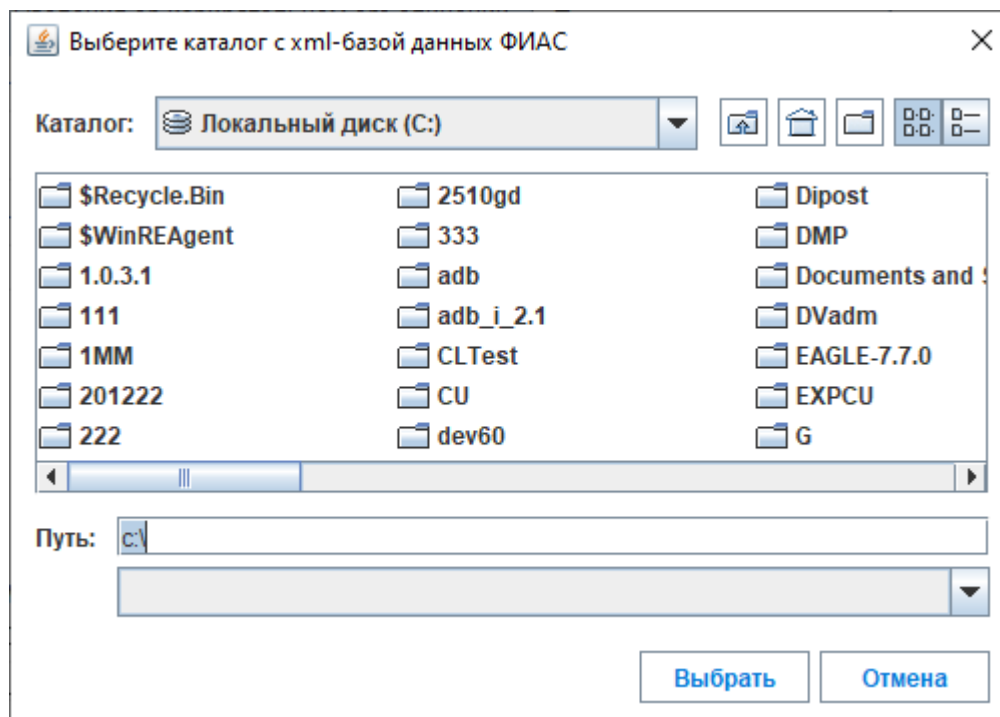 Выберите каталог с xml-базой данных ФИАС
Каталог: Локальный диск (C:)
$Recycle.Bin 2510gd Dipost
$WinREAgent 333 DMP
1.0.3.1 adb Documents and
111 adb_i_2.1 DVadm
1MM CLTest EAGLE-7.7.0
201222 CU EXPCU
222 dev60 G
Путь: c:\
Выбрать Отмена